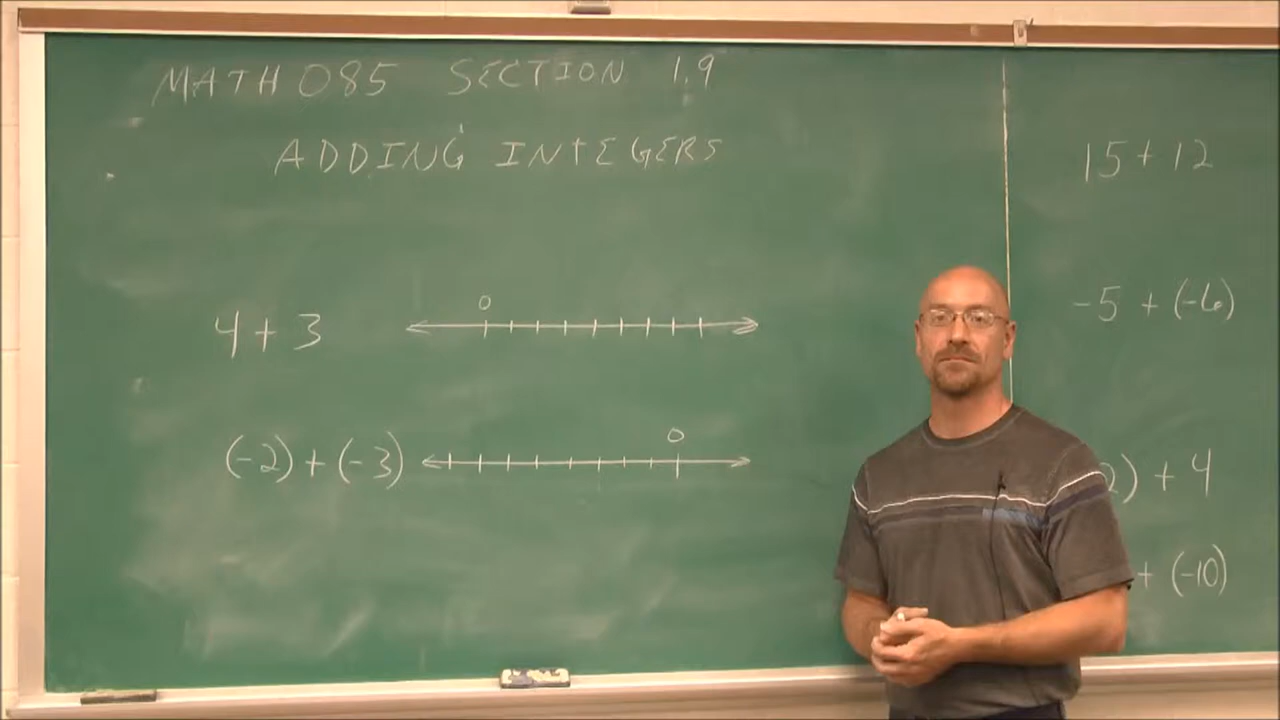 MATH 085 SECTION 1.9
ADDING INTEGERS
0
4 + 3
0
(-2) + (-3)
15 + 12
-5 + (-6)
2) + 4
+ (-10)